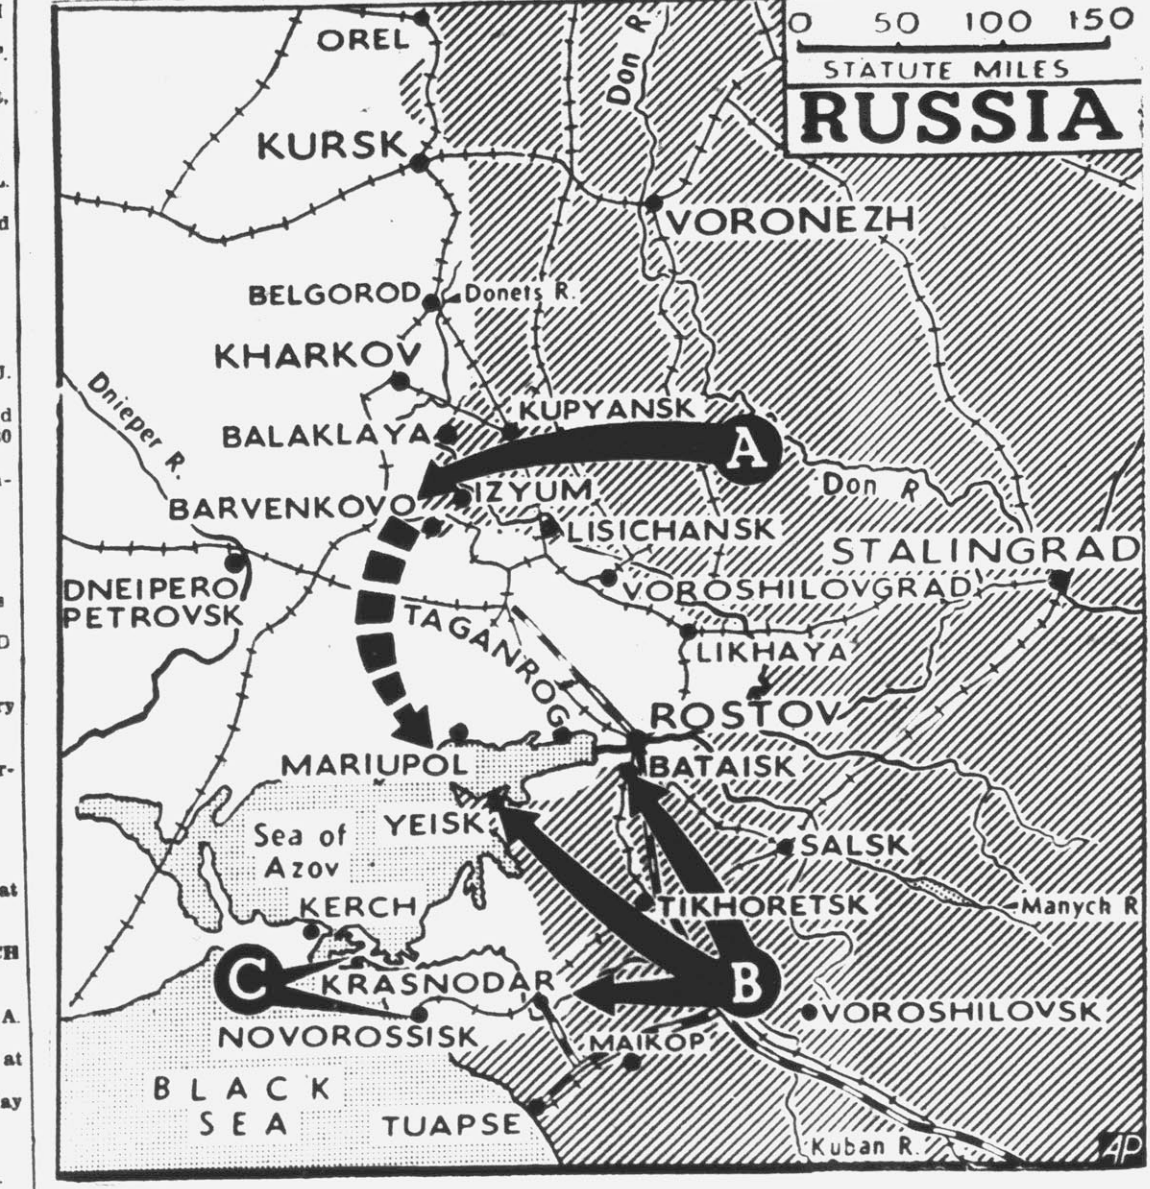 0 50 100 150
STATUTE MILES
RUSSIA
OREL
Don R
KURSK
VORONEZH
BELGOROD
Donets R.
KHARKOV
Dnieper R.
KUPYANSK
BALAKLAYA
A
BARVENKOVO
IZYUM
Don R
LISICHANSK
STALINGRAD
DNEIPERO
PETROVSK
VOROSHILOVGRAD
TAGANROG
LIKHAYA
ROSTOV
MARIUPOL
BATAISK
YEISK
Sea of
Azov
SALSK
KERCH
TIKHORETSK
Manych R
C
KRASNODAR
B
NOVOROSSISK
VOROSHILOVSK
MAIKOP
BLACK
SEA
TUAPSE
Kuban R.
AP